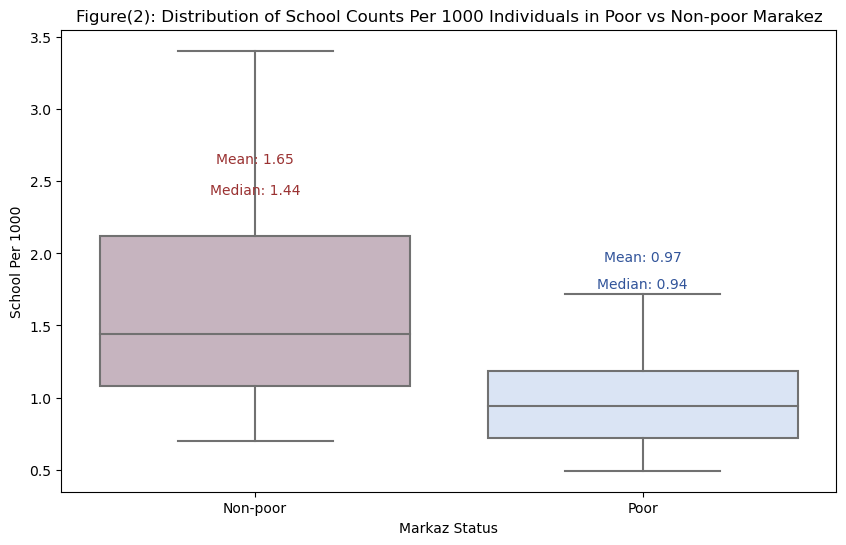 Figure(2): Distribution of School Counts Per 1000 Individuals in Poor vs Non-poor Marakez
3.5
3.0
2.5
2.0
1.5
1.0
0.5
School Per 1000
Mean: 1.65
Median: 1.44
Mean: 0.97
Median: 0.94
Non-poor
Poor
Markaz Status